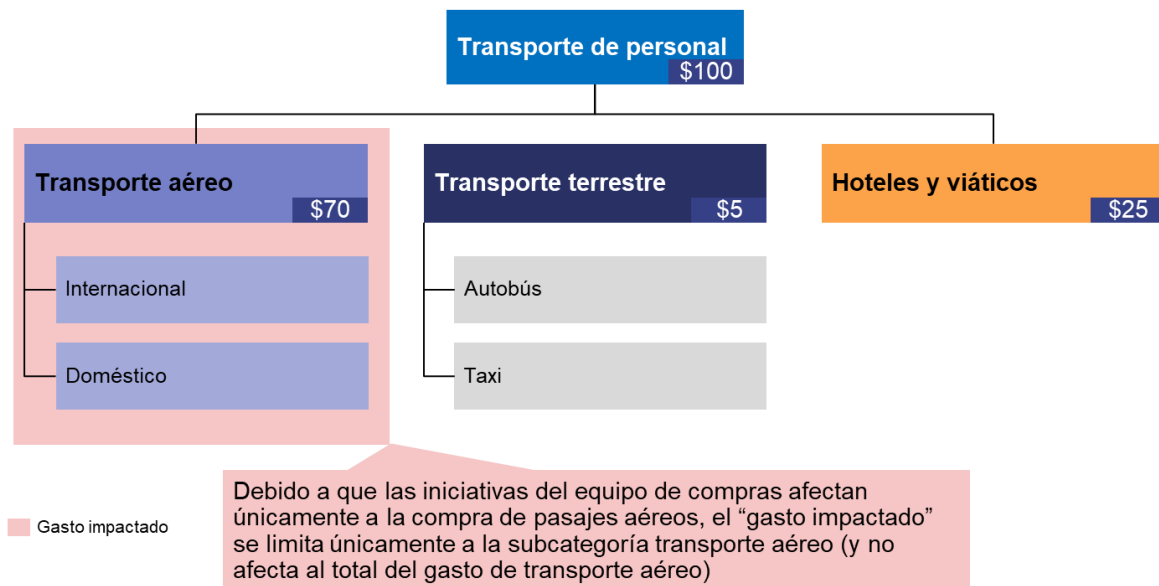 Transporte de personal
$100
Transporte aéreo
$70
Transporte terrestre
$5
Hoteles y viáticos
$25
Internacional
Autobús
Doméstico
Taxi
Debido a que las iniciativas del equipo de compras afectan
únicamente a la compra de pasajes aéreos, el “gasto impactado”
se limita únicamente a la subcategoría transporte aéreo (y no
afecta al total del gasto de transporte aéreo)
Gasto impactado